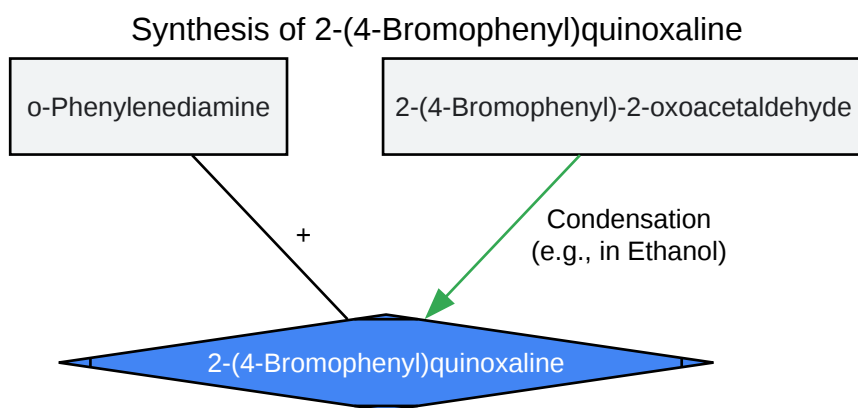 Synthesis of 2-(4-Bromophenyl)quinoxaline
o-Phenylenediamine
2-(4-Bromophenyl)-2-oxoacetaldehyde
+
Condensation
(e.g., in Ethanol)
2-(4-Bromophenyl)quinoxaline